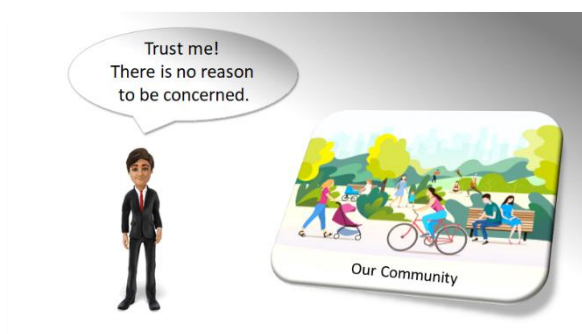 Trust me!
There is no reason
to be concerned.
Our Community